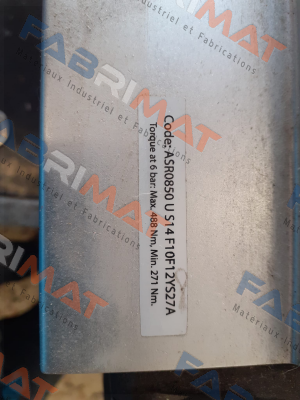 Code: ASR0850 U S14 F10F12YS27A
Torque at 6 bar: Max. 488 Nm, Min. 271 Nm.
FABRIMAT
Matériaux Industriel et Fabrications